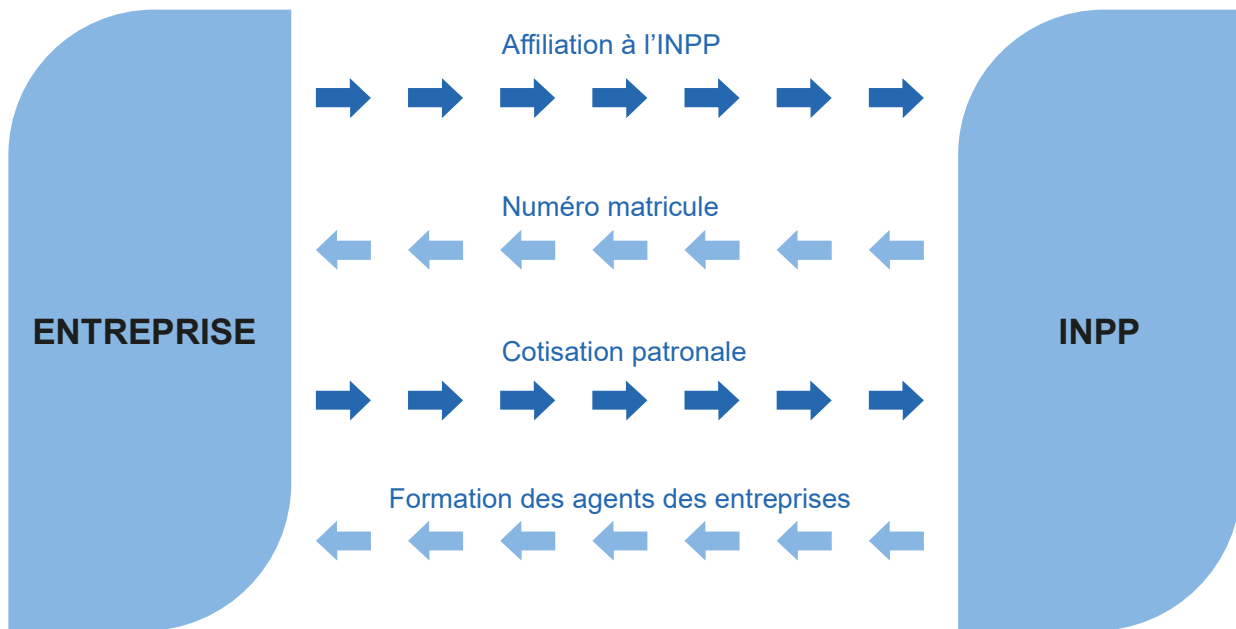 Affiliation à l’INPP
Numéro matricule
ENTREPRISE
INPP
Cotisation patronale
Formation des agents des entreprises